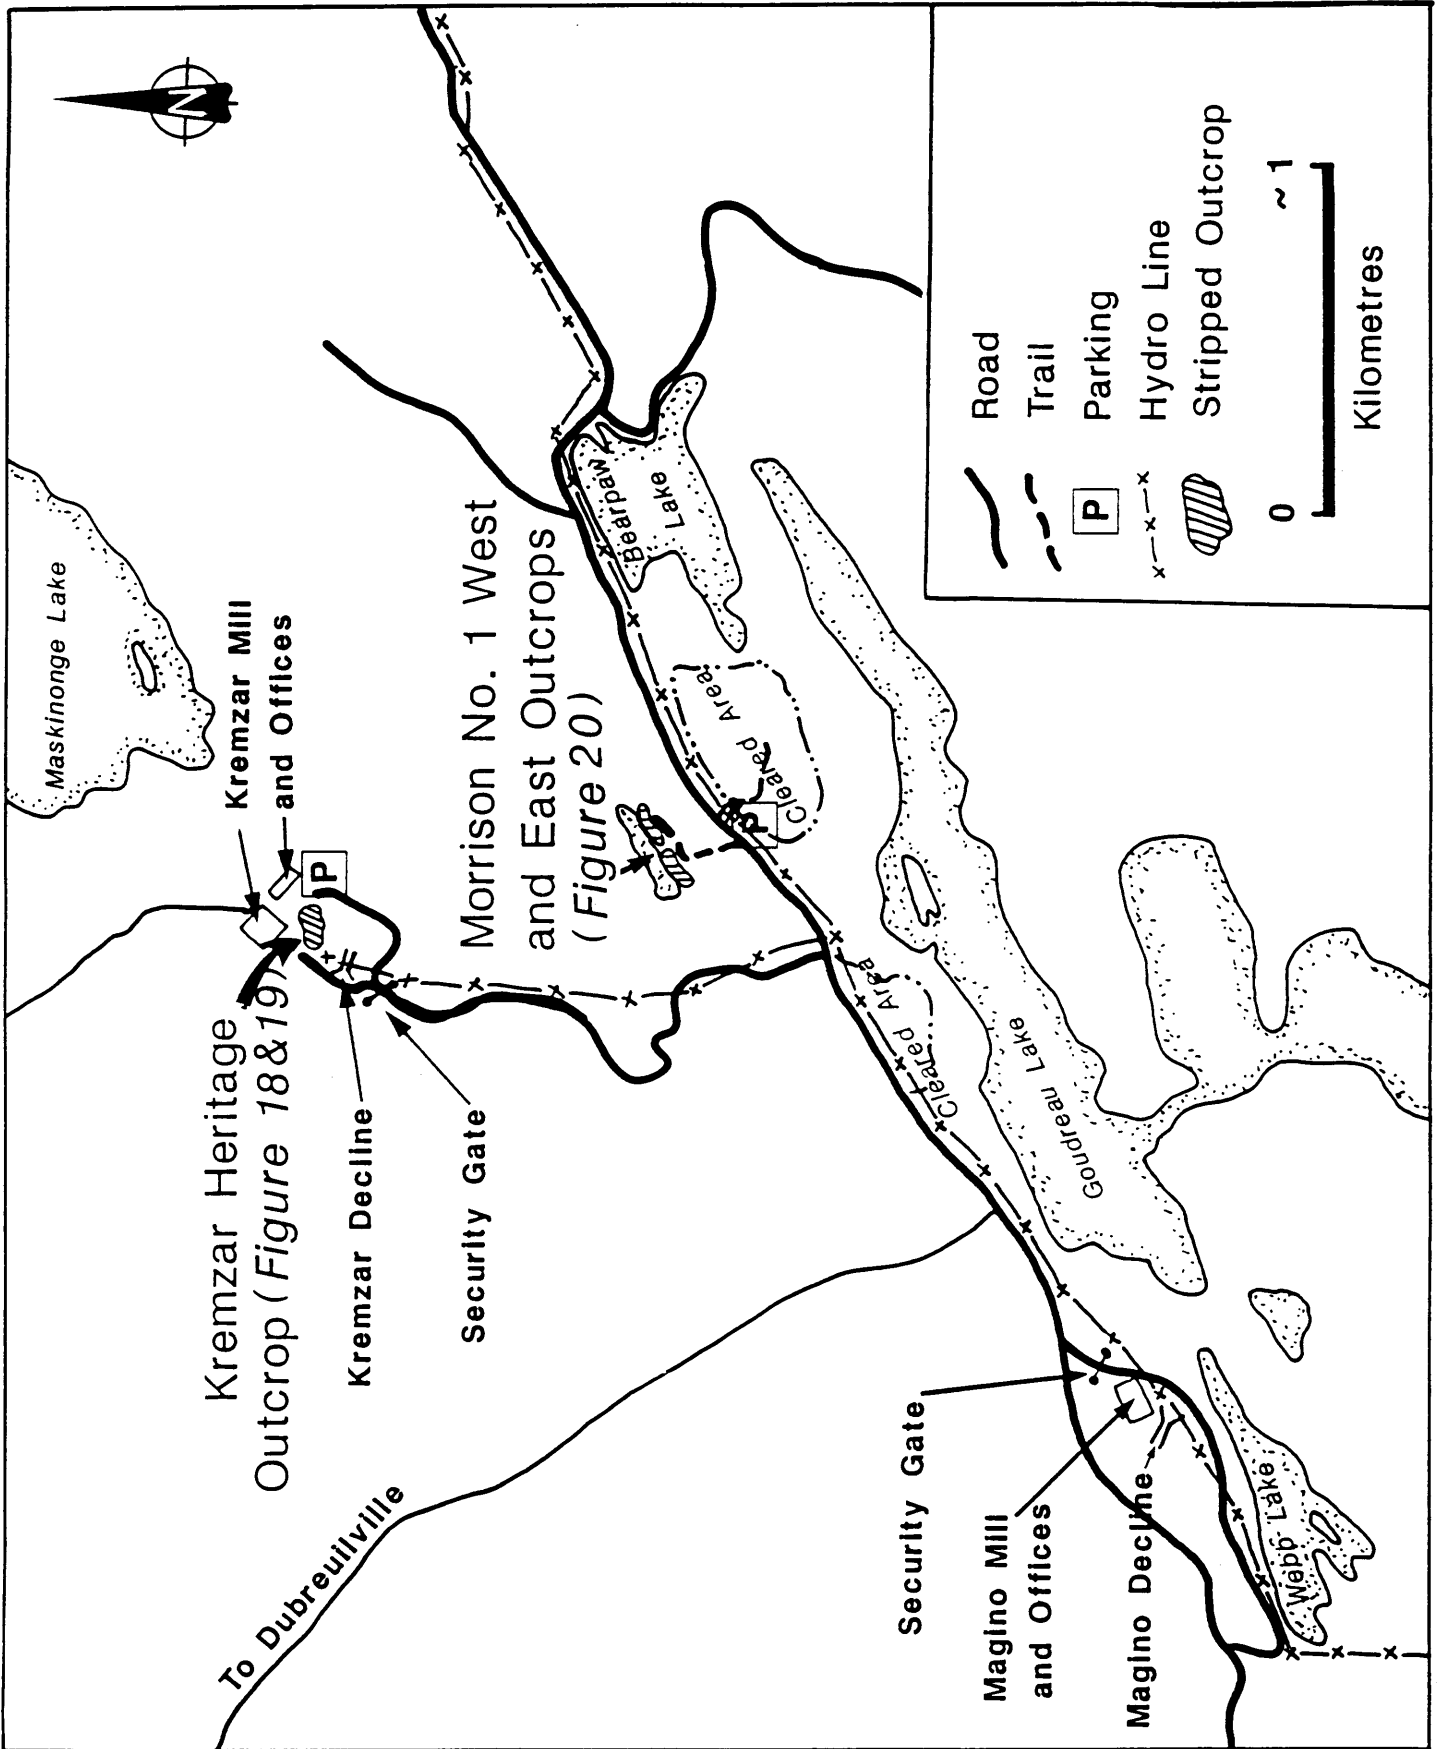 N
Maskinonge Lake
Kremzar Mill
and Offices
P
Kremzar Heritage
Outcrop (Figure 18&19)
Kremzar Decline
Security Gate
Morrison No. 1 West
and East Outcrops
(Figure 20)
Bearpaw
Lake
Cleared Area
Cleared
P
Cleared Area
Goudreau Lake
To Dubreuilville
Security Gate
Magino Mill
and Offices
Magino Decline
Webb Lake
Road
Trail
P Parking
Hydro Line
Stripped Outcrop
0 ~1
Kilometres